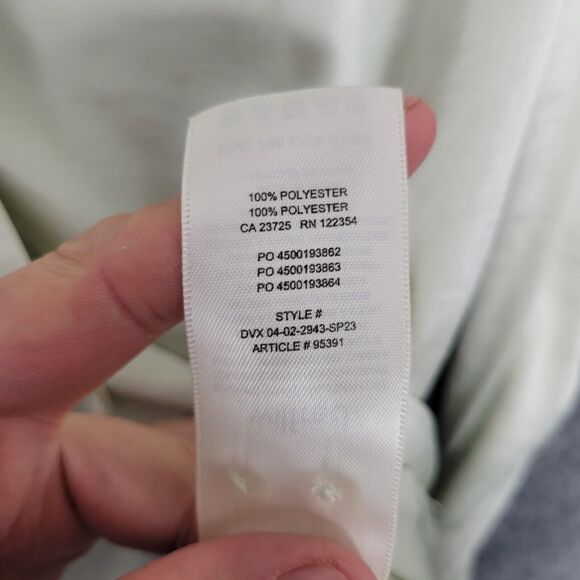 100% POLYESTER
100% POLYESTER
CA 23725 RN 122354
PO 4500193862
PO 4500193863
PO 4500193864
STYLE #
DVX 04-02-2943-SP23
ARTICLE # 95391